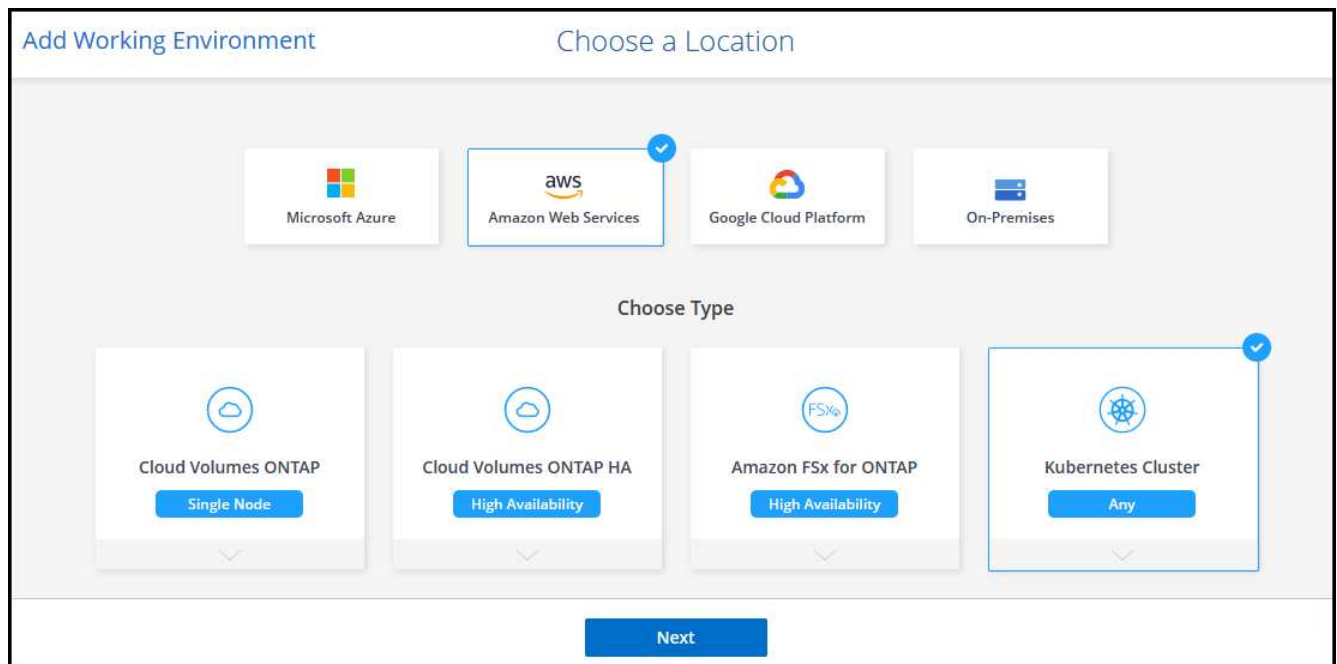 Add Working Environment
Choose a Location
aws
Microsoft Azure
Amazon Web Services
Google Cloud Platform
On-Premises
Choose Type
FSx
Cloud Volumes ONTAP
Cloud Volumes ONTAP HA
Amazon FSx for ONTAP
Kubernetes Cluster
Single Node
High Availability
High Availability
Any
Next